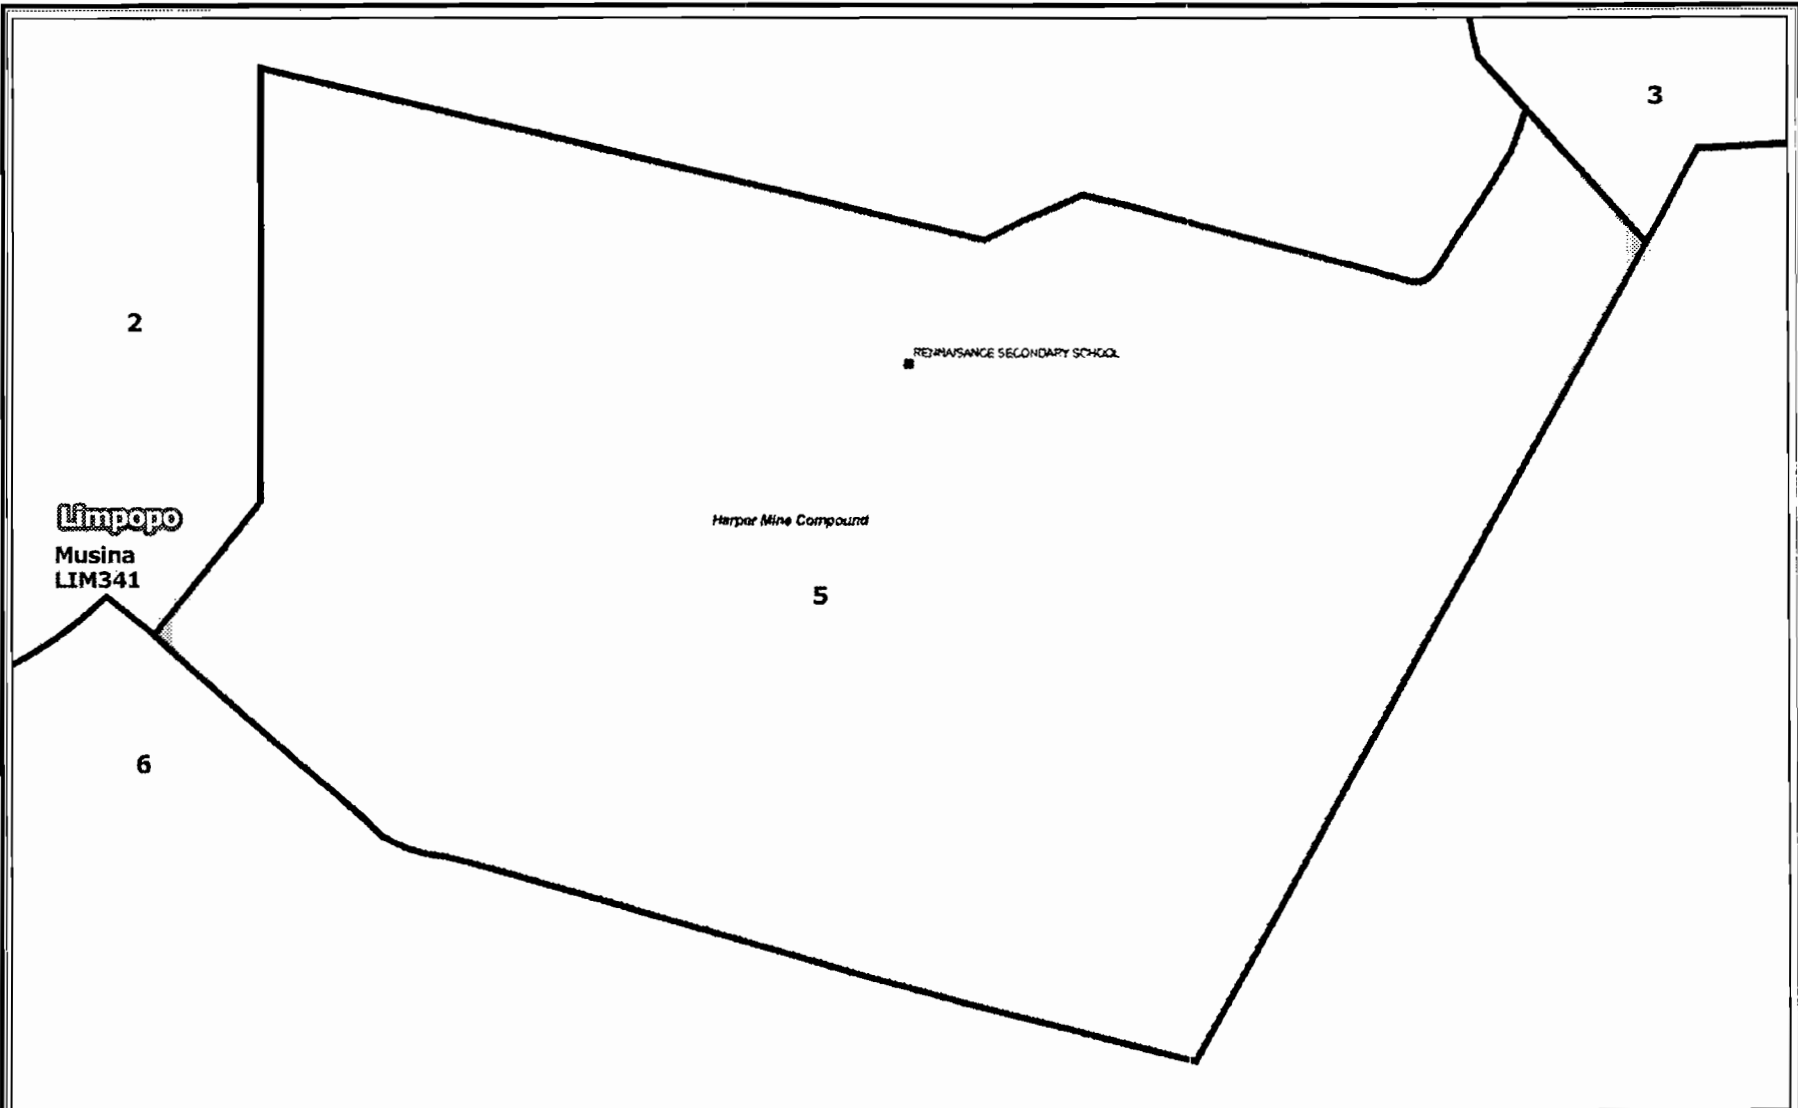 3
2
RENNAISANCE SECONDARY SCHOOL
Limpopo
Harper Mine Compound
Musina
LIM341
5
6